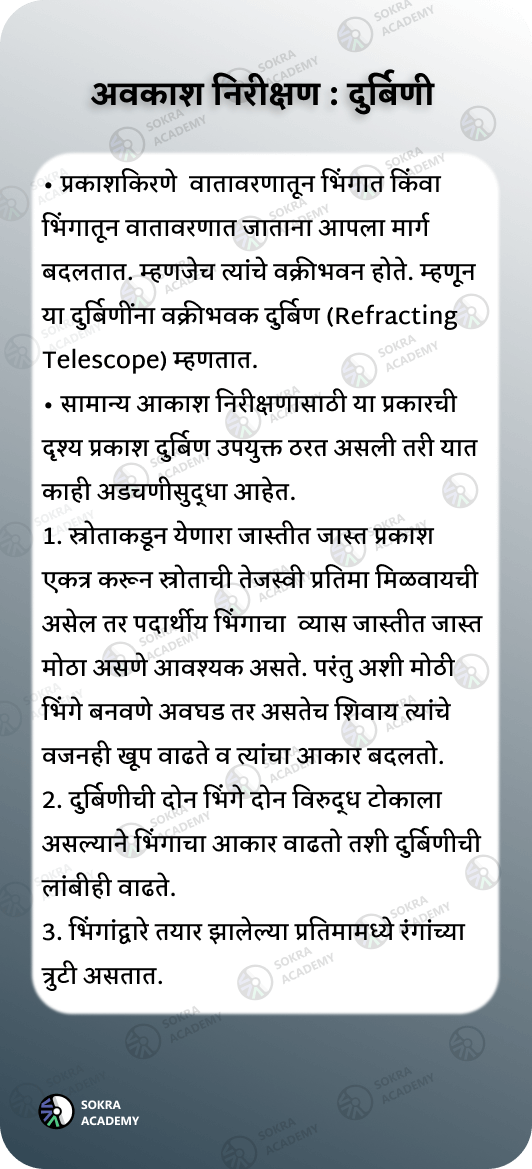 अवकाश निरीक्षण : दुर्बिणी
• प्रकाशकिरणे वातावरणातून भिंगात किंवा
भिंगातून वातावरणात जाताना आपला मार्ग
बदलतात. म्हणजेच त्यांचे वक्रीभवन होते. म्हणून
या दुर्बिणींना वक्रीभवक दुर्बिण (Refracting
Telescope) म्हणतात.
• सामान्य आकाश निरीक्षणासाठी या प्रकारची
दृश्य प्रकाश दुर्बिण उपयुक्त ठरत असली तरी यात
काही अडचणीसुद्धा आहेत.
1. स्रोताकडून येणारा जास्तीत जास्त प्रकाश
एकत्र करून स्रोताची तेजस्वी प्रतिमा मिळवायची
असेल तर पदार्थीय भिंगाचा व्यास जास्तीत जास्त
मोठा असणे आवश्यक असते. परंतु अशी मोठी
भिंगे बनवणे अवघड तर असतेच शिवाय त्यांचे
वजनही खूप वाढते व त्यांचा आकार बदलतो.
2. दुर्बिणीची दोन भिंगे दोन विरुद्ध टोकाला
असल्याने भिंगाचा आकार वाढतो तशी दुर्बिणीची
लांबीही वाढते.
3. भिंगांद्वारे तयार झालेल्या प्रतिमामध्ये रंगांच्या
त्रुटी असतात.
SOKRA
ACADEMY